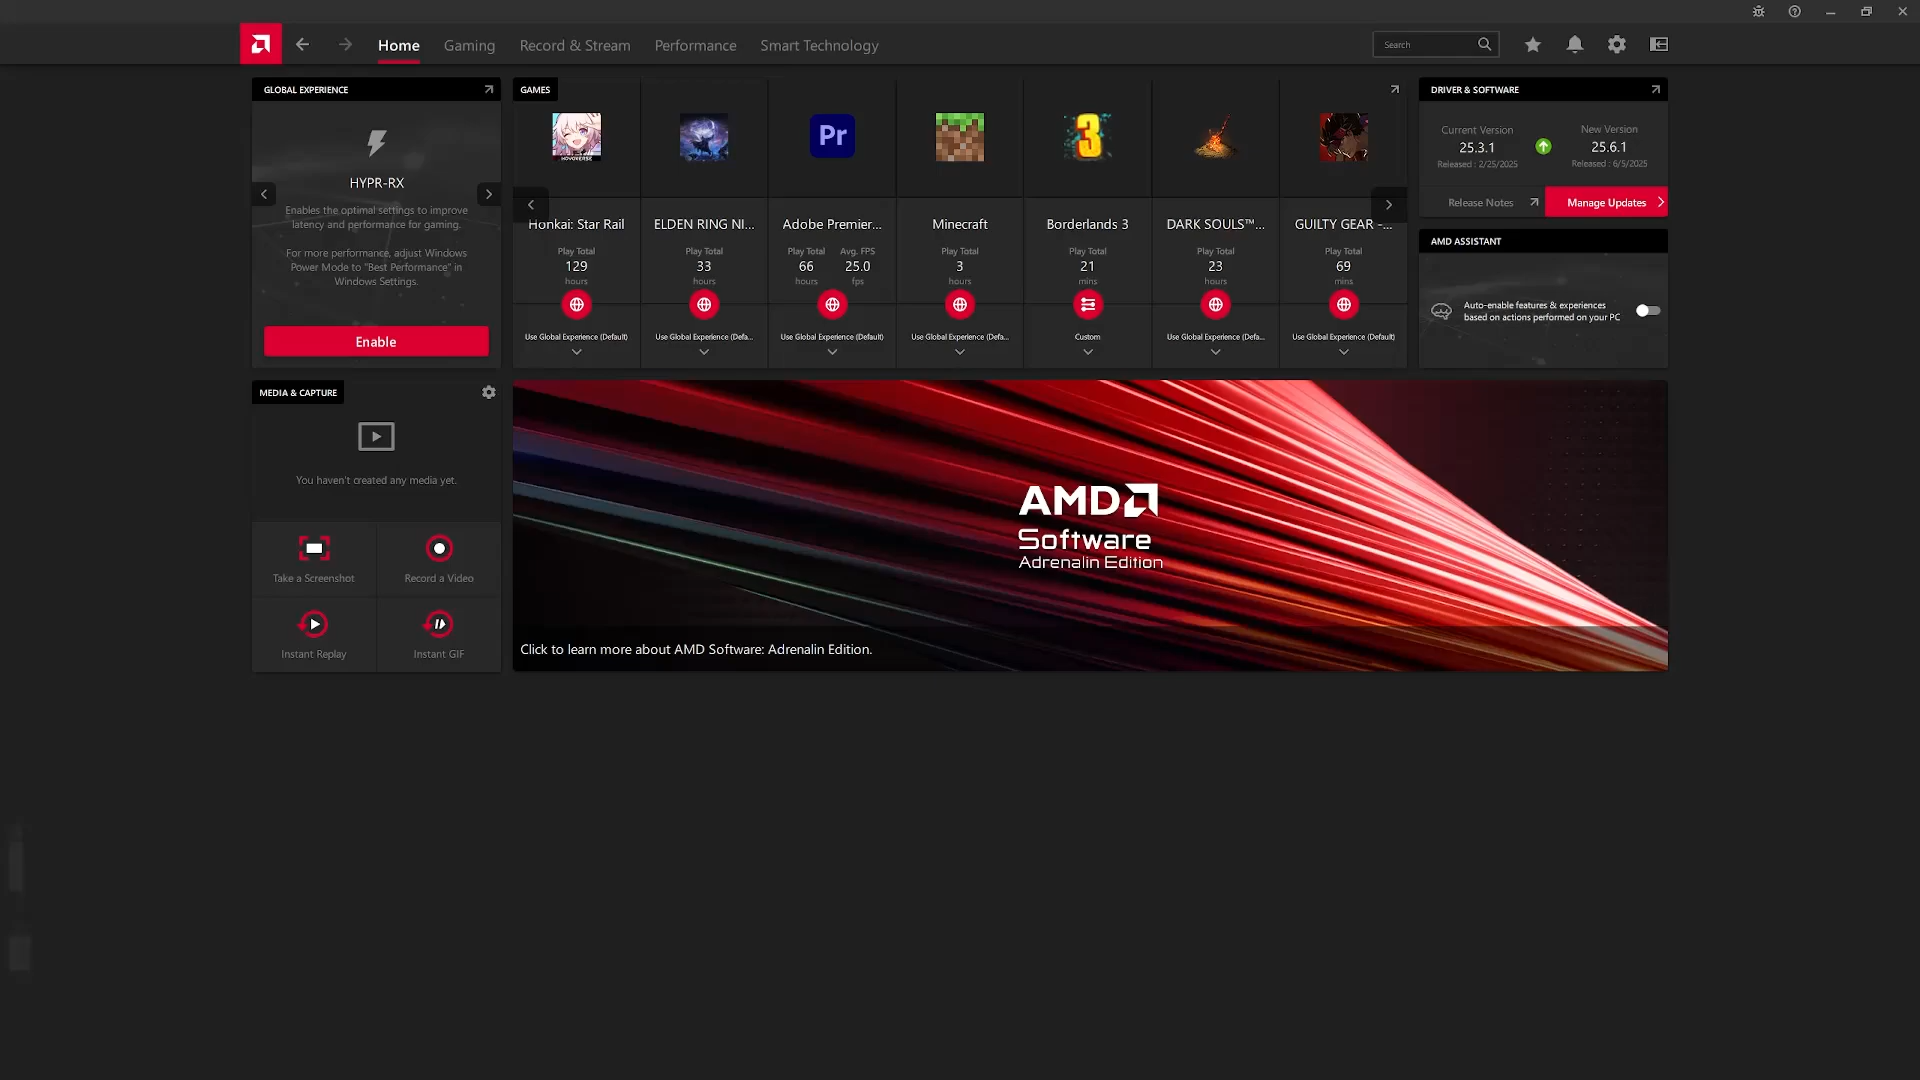 Home
Gaming
Record & Stream
Performance
Smart Technology
Search
GLOBAL EXPERIENCE
HYPR-RX
Enables the optimal settings to improve
latency and performance for gaming.
For more performance, adjust Windows
Power Mode to "Best Performance" in
Windows Settings.
Enable
GAMES
Honkai: Star Rail
Play Total
129
hours
Use Global Experience (Default)
ELDEN RING NI...
Play Total
33
hours
Use Global Experience (Defa...
Pr
Adobe Premier...
Play Total Avg. FPS
66 25.0
hours fps
Use Global Experience (Default)
Minecraft
Play Total
3
hours
Use Global Experience (Defa...
3
Borderlands 3
Play Total
21
mins
Custom
DARK SOULS™...
Play Total
23
hours
Use Global Experience (Defa...
GUILTY GEAR -...
Play Total
69
mins
Use Global Experience (Default)
DRIVER & SOFTWARE
Current Version
25.3.1
Released : 2/25/2025
New Version
25.6.1
Released : 6/5/2025
Release Notes
Manage Updates
AMD ASSISTANT
Auto-enable features & experiences
based on actions performed on your PC
MEDIA & CAPTURE
You haven't created any media yet.
Take a Screenshot
Record a Video
Instant Replay
Instant GIF
AMD
Software
Adrenalin Edition
Click to learn more about AMD Software: Adrenalin Edition.